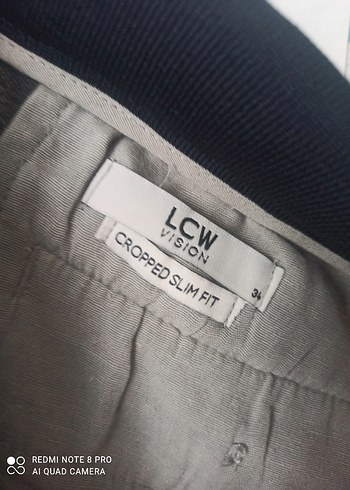 LCW
VISION
34
CROPPED SLIM FIT
REDMI NOTE 8 PRO
AI QUAD CAMERA